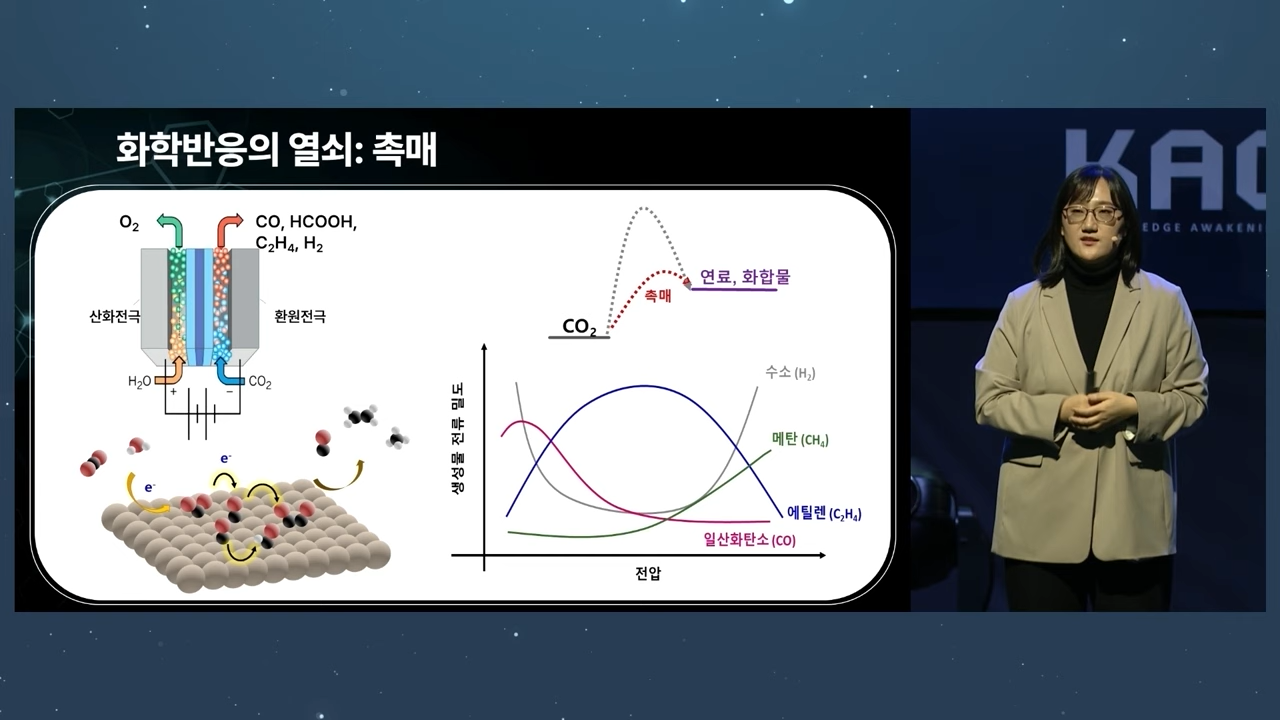 화학반응의 열쇠: 촉매
O₂
CO, HCOOH,
C₂H₄, H₂
산화전극
환원전극
H₂O
+
−
CO₂
e⁻
e⁻
CO₂
촉매
연료, 화합물
생성물 전류 밀도
수소 (H₂)
메탄 (CH₄)
에틸렌 (C₂H₄)
일산화탄소 (CO)
전압
KAO
EDGE AWAKENI